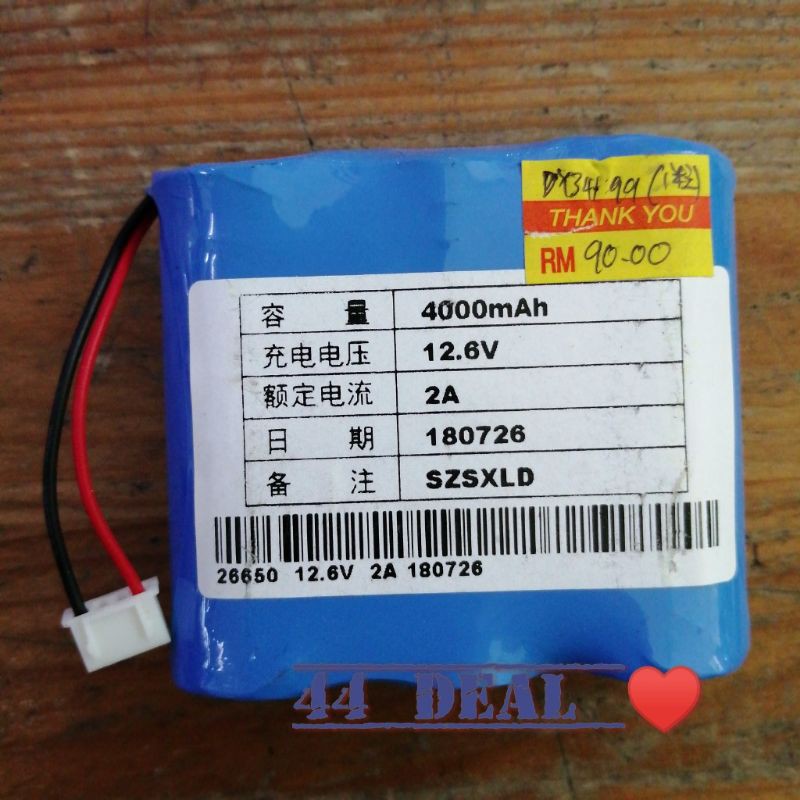 THANK YOU
RM 90.00
容 量 4000mAh
充电电压 12.6V
额定电流 2A
日 期 180726
备 注 SZSXLD
26650 12.6V 2A 180726
44 DEAL